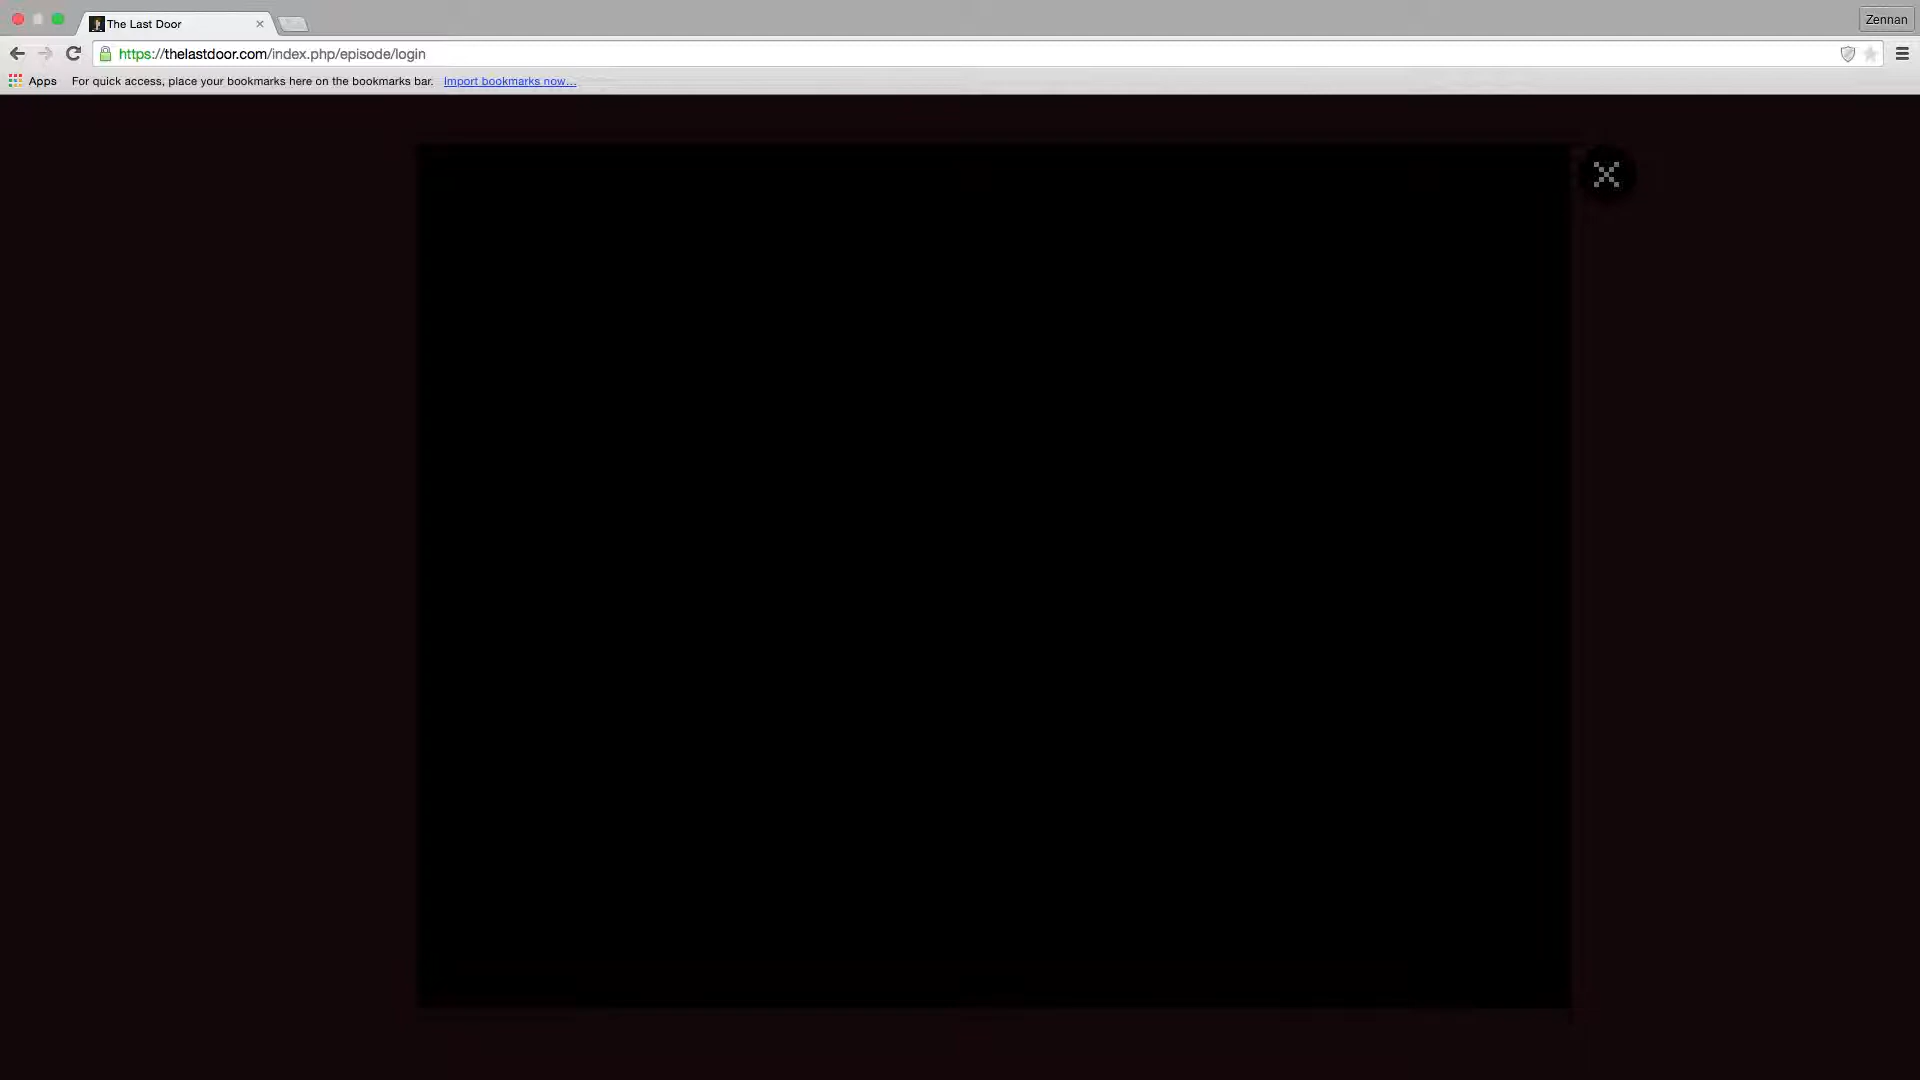 The Last Door
Zennan
https://thelastdoor.com/index.php/episode/login
Apps For quick access, place your bookmarks here on the bookmarks bar. Import bookmarks now...